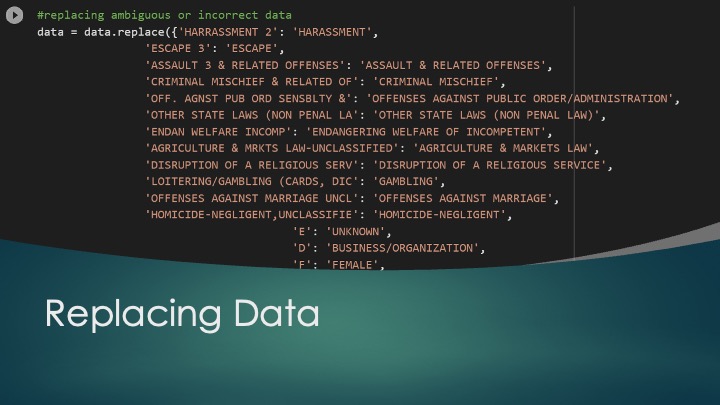 #replacing ambiguous or incorrect data
data = data.replace({'HARRASSMENT 2': 'HARASSMENT',
'ESCAPE 3': 'ESCAPE',
'ASSAULT 3 & RELATED OFFENSES': 'ASSAULT & RELATED OFFENSES',
'CRIMINAL MISCHIEF & RELATED OF': 'CRIMINAL MISCHIEF',
'OFF. AGNST PUB ORD SENSBLTY &': 'OFFENSES AGAINST PUBLIC ORDER/ADMINISTRATION',
'OTHER STATE LAWS (NON PENAL LA': 'OTHER STATE LAWS (NON PENAL LAW)',
'ENDAN WELFARE INCOMP': 'ENDANGERING WELFARE OF INCOMPETENT',
'AGRICULTURE & MRKTS LAW-UNCLASSIFIED': 'AGRICULTURE & MARKETS LAW',
'DISRUPTION OF A RELIGIOUS SERV': 'DISRUPTION OF A RELIGIOUS SERVICE',
'LOITERING/GAMBLING (CARDS, DIC': 'GAMBLING',
'OFFENSES AGAINST MARRIAGE UNCL': 'OFFENSES AGAINST MARRIAGE',
'HOMICIDE-NEGLIGENT,UNCLASSIFIE': 'HOMICIDE-NEGLIGENT',
'E': 'UNKNOWN',
'D': 'BUSINESS/ORGANIZATION',
'F': 'FEMALE',
Replacing Data